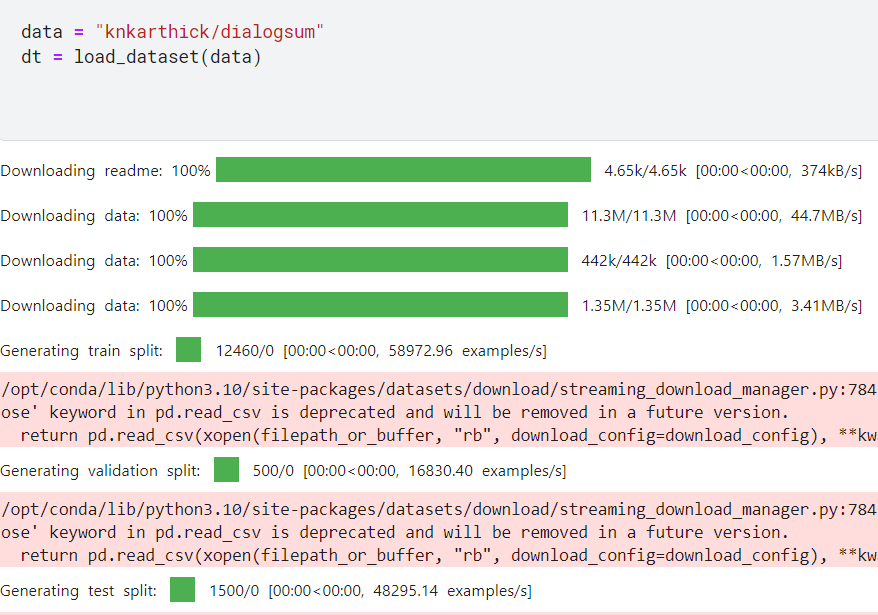 data = "knkarthick/dialogsum"
dt = load_dataset(data)
Downloading readme: 100% 4.65k/4.65k [00:00<00:00, 374kB/s]
Downloading data: 100% 11.3M/11.3M [00:00<00:00, 44.7MB/s]
Downloading data: 100% 442k/442k [00:00<00:00, 1.57MB/s]
Downloading data: 100% 1.35M/1.35M [00:00<00:00, 3.41MB/s]
Generating train split: 12460/0 [00:00<00:00, 58972.96 examples/s]
/opt/conda/lib/python3.10/site-packages/datasets/download/streaming_download_manager.py:784
ose' keyword in pd.read_csv is deprecated and will be removed in a future version.
return pd.read_csv(xopen(filepath_or_buffer, "rb", download_config=download_config), **kw
Generating validation split: 500/0 [00:00<00:00, 16830.40 examples/s]
/opt/conda/lib/python3.10/site-packages/datasets/download/streaming_download_manager.py:784
ose' keyword in pd.read_csv is deprecated and will be removed in a future version.
return pd.read_csv(xopen(filepath_or_buffer, "rb", download_config=download_config), **kw
Generating test split: 1500/0 [00:00<00:00, 48295.14 examples/s]